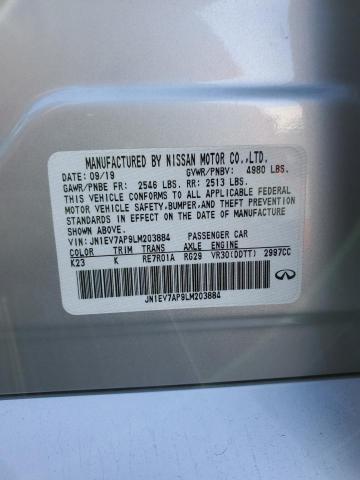 MANUFACTURED BY NISSAN MOTOR CO.,LTD.
DATE: 09/19 GVWR/PNBV: 4980 LBS.
GAWR/PNBE FR: 2546 LBS. RR: 2513 LBS.
THIS VEHICLE CONFORMS TO ALL APPLICABLE FEDERAL
MOTOR VEHICLE SAFETY,BUMPER,AND THEFT PREVENTION
STANDARDS IN EFFECT ON THE DATE OF MANUFACTURE
SHOWN ABOVE.
VIN: JN1EV7AP9LM203884 PASSENGER CAR
COLOR TRIM TRANS AXLE ENGINE
K23 K RE7R01A RG29 VR30(DDTT) 2997CC
JN1EV7AP9LM203884